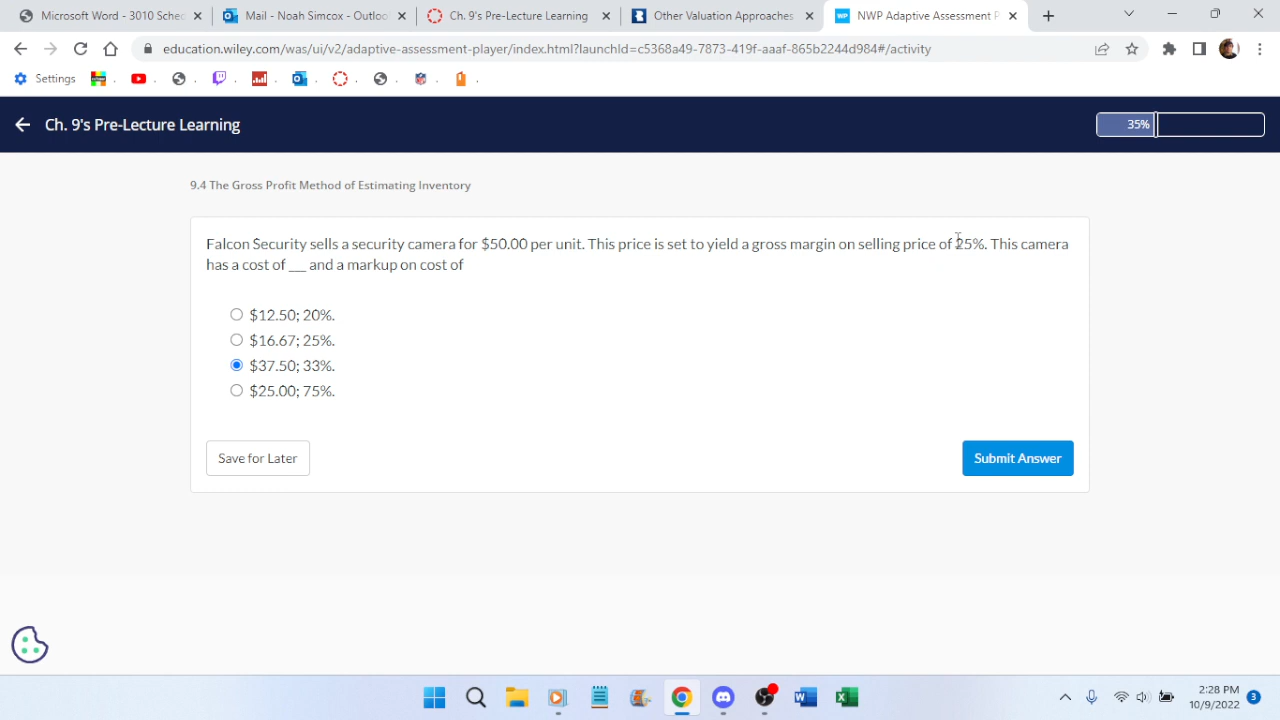 Microsoft Word - 3010 Sche
Mail - Noah Simcox - Outloo
Ch. 9's Pre-Lecture Learning
Other Valuation Approaches
NWP Adaptive Assessment P
education.wiley.com/was/ui/v2/adaptive-assessment-player/index.html?launchId=c5368a49-7873-419f-aaaf-865b2244d984#/activity
Settings
Ch. 9's Pre-Lecture Learning
35%
9.4 The Gross Profit Method of Estimating Inventory
Falcon Security sells a security camera for $50.00 per unit. This price is set to yield a gross margin on selling price of 25%. This camera
has a cost of ___ and a markup on cost of
$12.50; 20%.
$16.67; 25%.
$37.50; 33%.
$25.00; 75%.
Save for Later
Submit Answer
2:28 PM
10/9/2022
3